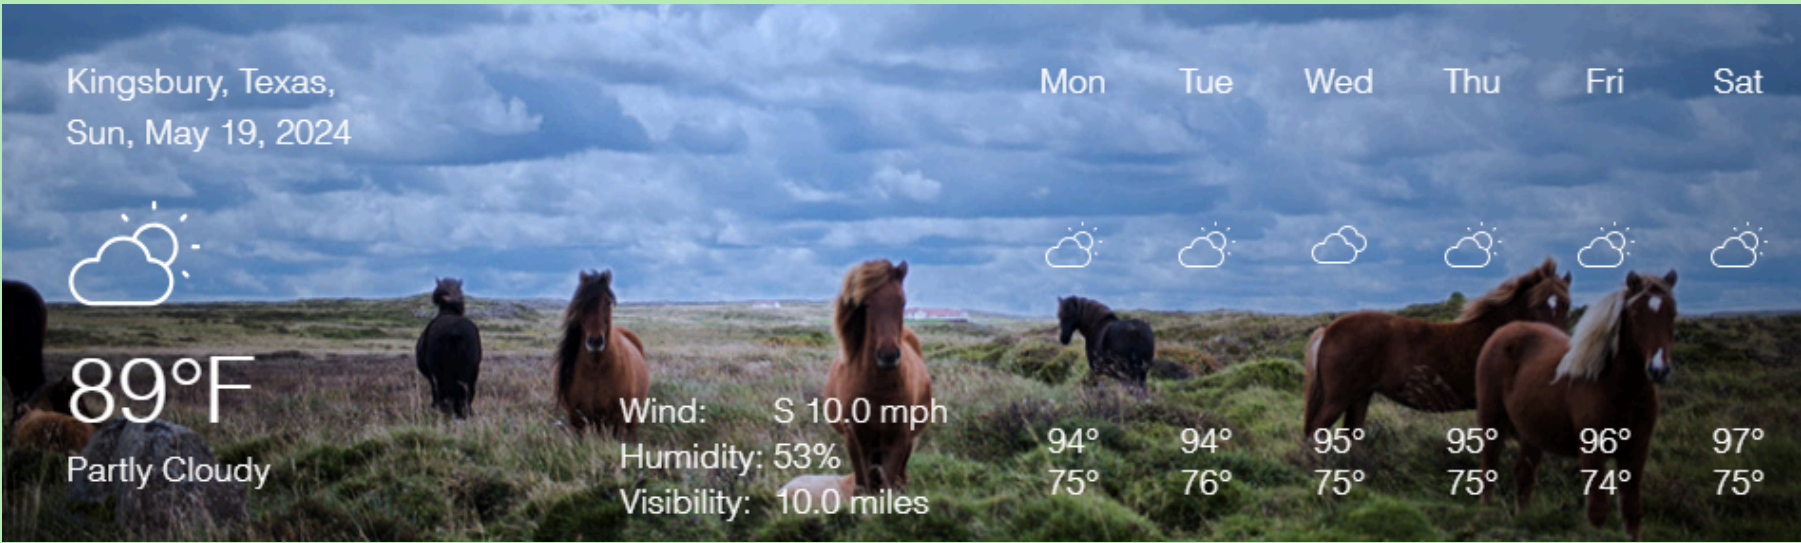 Kingsbury, Texas,
Sun, May 19, 2024
89°F
Partly Cloudy
Wind: S 10.0 mph
Humidity: 53%
Visibility: 10.0 miles
Mon Tue Wed Thu Fri Sat
94° 94° 95° 95° 96° 97°
75° 76° 75° 75° 74° 75°